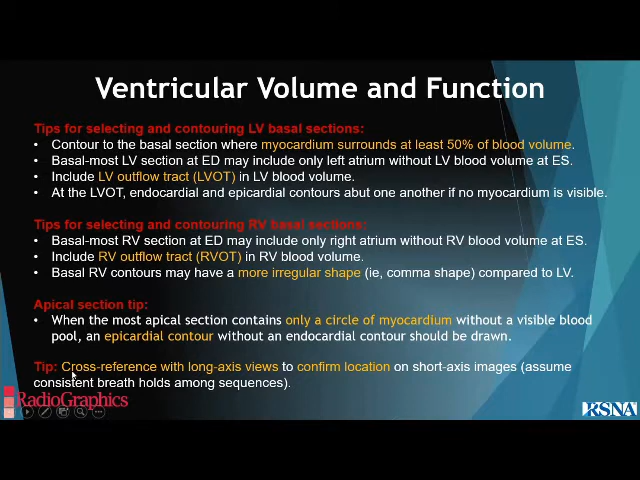 Ventricular Volume and Function
Tips for selecting and contouring LV basal sections:
• Contour to the basal section where myocardium surrounds at least 50% of blood volume.
• Basal-most LV section at ED may include only left atrium without LV blood volume at ES.
• Include LV outflow tract (LVOT) in LV blood volume.
• At the LVOT, endocardial and epicardial contours abut one another if no myocardium is visible.
Tips for selecting and contouring RV basal sections:
• Basal-most RV section at ED may include only right atrium without RV blood volume at ES.
• Include RV outflow tract (RVOT) in RV blood volume.
• Basal RV contours may have a more irregular shape (ie, comma shape) compared to LV.
Apical section tip:
• When the most apical section contains only a circle of myocardium without a visible blood
pool, an epicardial contour without an endocardial contour should be drawn.
Tip: Cross-reference with long-axis views to confirm location on short-axis images (assume
consistent breath holds among sequences).
RadioGraphics
RSNA